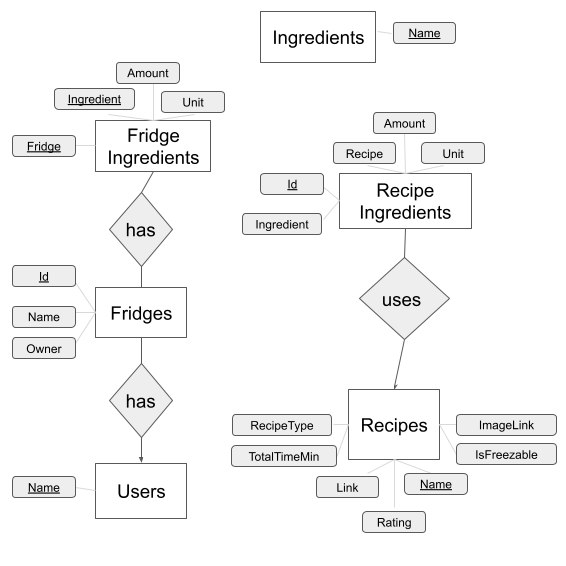 Ingredients
Name
Amount
Ingredient
Unit
Fridge
Fridge
Ingredients
has
Id
Name
Owner
Fridges
has
Name
Users
Amount
Recipe
Unit
Id
Ingredient
Recipe
Ingredients
uses
RecipeType
TotalTimeMin
Recipes
ImageLink
IsFreezable
Link
Name
Rating